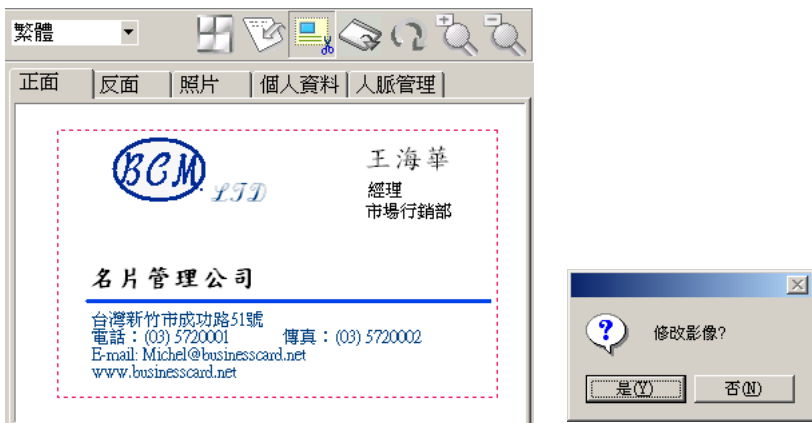 繁體
正面 反面 照片 個人資料 人脈管理
BCM. LTD
王海華
經理
市場行銷部
名片管理公司
台灣新竹市成功路51號
電話：(03) 5720001 傳真：(03) 5720002
E-mail: Michel@businesscard.net
www.businesscard.net
修改影像?
是(Y) 否(N)